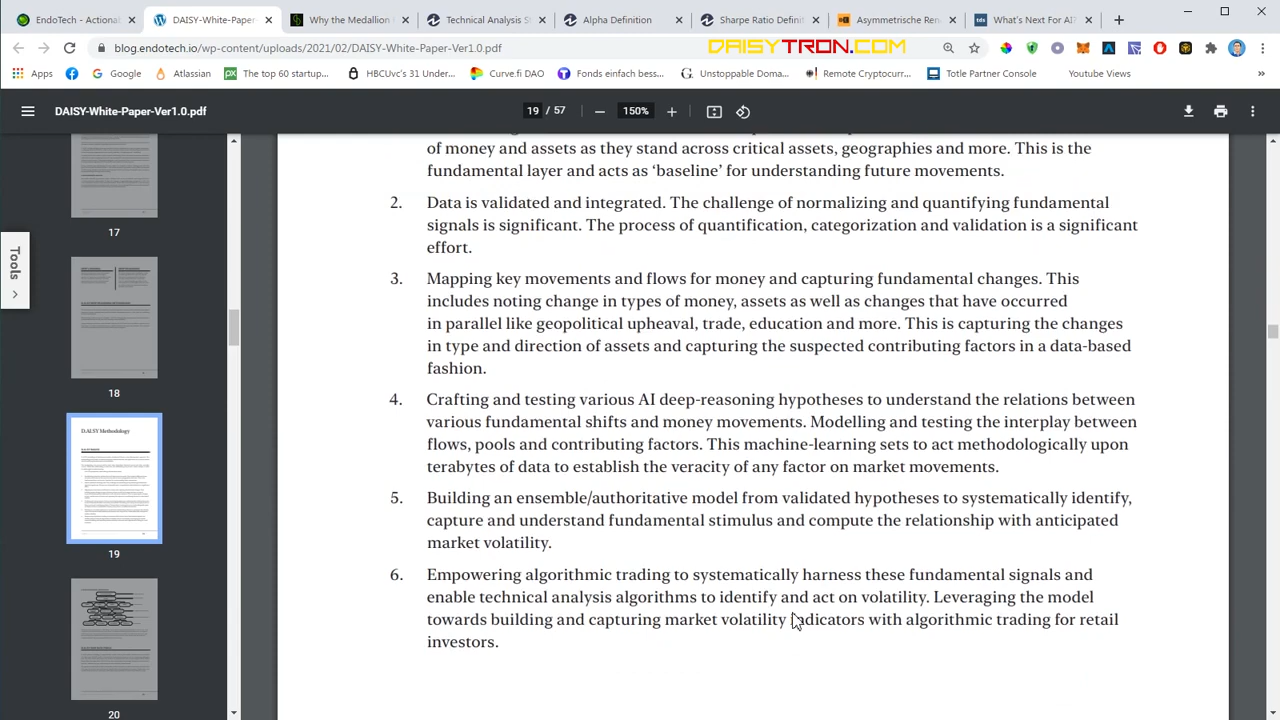 EndoTech - Actionab
DAISY-White-Paper-
Why the Medallion
Technical Analysis S
Alpha Definition
Sharpe Ratio Definit
Asymmetrische Ren
What's Next For AI?
blog.endotech.io/wp-content/uploads/2021/02/DAISY-White-Paper-Ver1.0.pdf
DAISYTRON.COM
Apps
Google
Atlassian
The top 60 startup...
HBCUvc's 31 Under...
Curve.fi DAO
Fonds einfach bess...
Unstoppable Doma...
Remote Cryptocurr...
Totle Partner Console
Youtube Views
DAISY-White-Paper-Ver1.0.pdf
19 / 57
150%
Tools
17
18
D.AI.SY Methodology
19
20
of money and assets as they stand across critical assets, geographies and more. This is the
fundamental layer and acts as ‘baseline’ for understanding future movements.
2. Data is validated and integrated. The challenge of normalizing and quantifying fundamental
signals is significant. The process of quantification, categorization and validation is a significant
effort.
3. Mapping key movements and flows for money and capturing fundamental changes. This
includes noting change in types of money, assets as well as changes that have occurred
in parallel like geopolitical upheaval, trade, education and more. This is capturing the changes
in type and direction of assets and capturing the suspected contributing factors in a data-based
fashion.
4. Crafting and testing various AI deep-reasoning hypotheses to understand the relations between
various fundamental shifts and money movements. Modelling and testing the interplay between
flows, pools and contributing factors. This machine-learning sets to act methodologically upon
terabytes of data to establish the veracity of any factor on market movements.
5. Building an ensemble/authoritative model from validated hypotheses to systematically identify,
capture and understand fundamental stimulus and compute the relationship with anticipated
market volatility.
6. Empowering algorithmic trading to systematically harness these fundamental signals and
enable technical analysis algorithms to identify and act on volatility. Leveraging the model
towards building and capturing market volatility indicators with algorithmic trading for retail
investors.